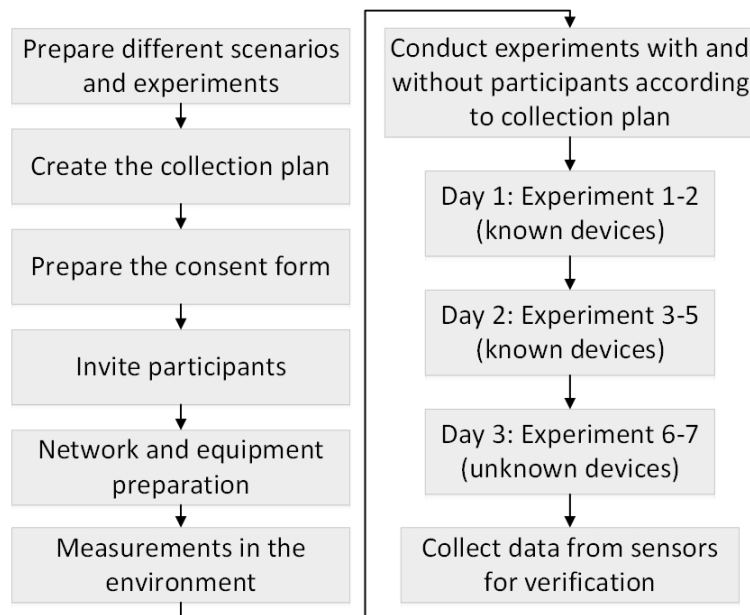 Prepare different scenarios
and experiments
Create the collection plan
Prepare the consent form
Invite participants
Network and equipment
preparation
Measurements in the
environment
Conduct experiments with and
without participants according
to collection plan
Day 1: Experiment 1-2
(known devices)
Day 2: Experiment 3-5
(known devices)
Day 3: Experiment 6-7
(unknown devices)
Collect data from sensors
for verification